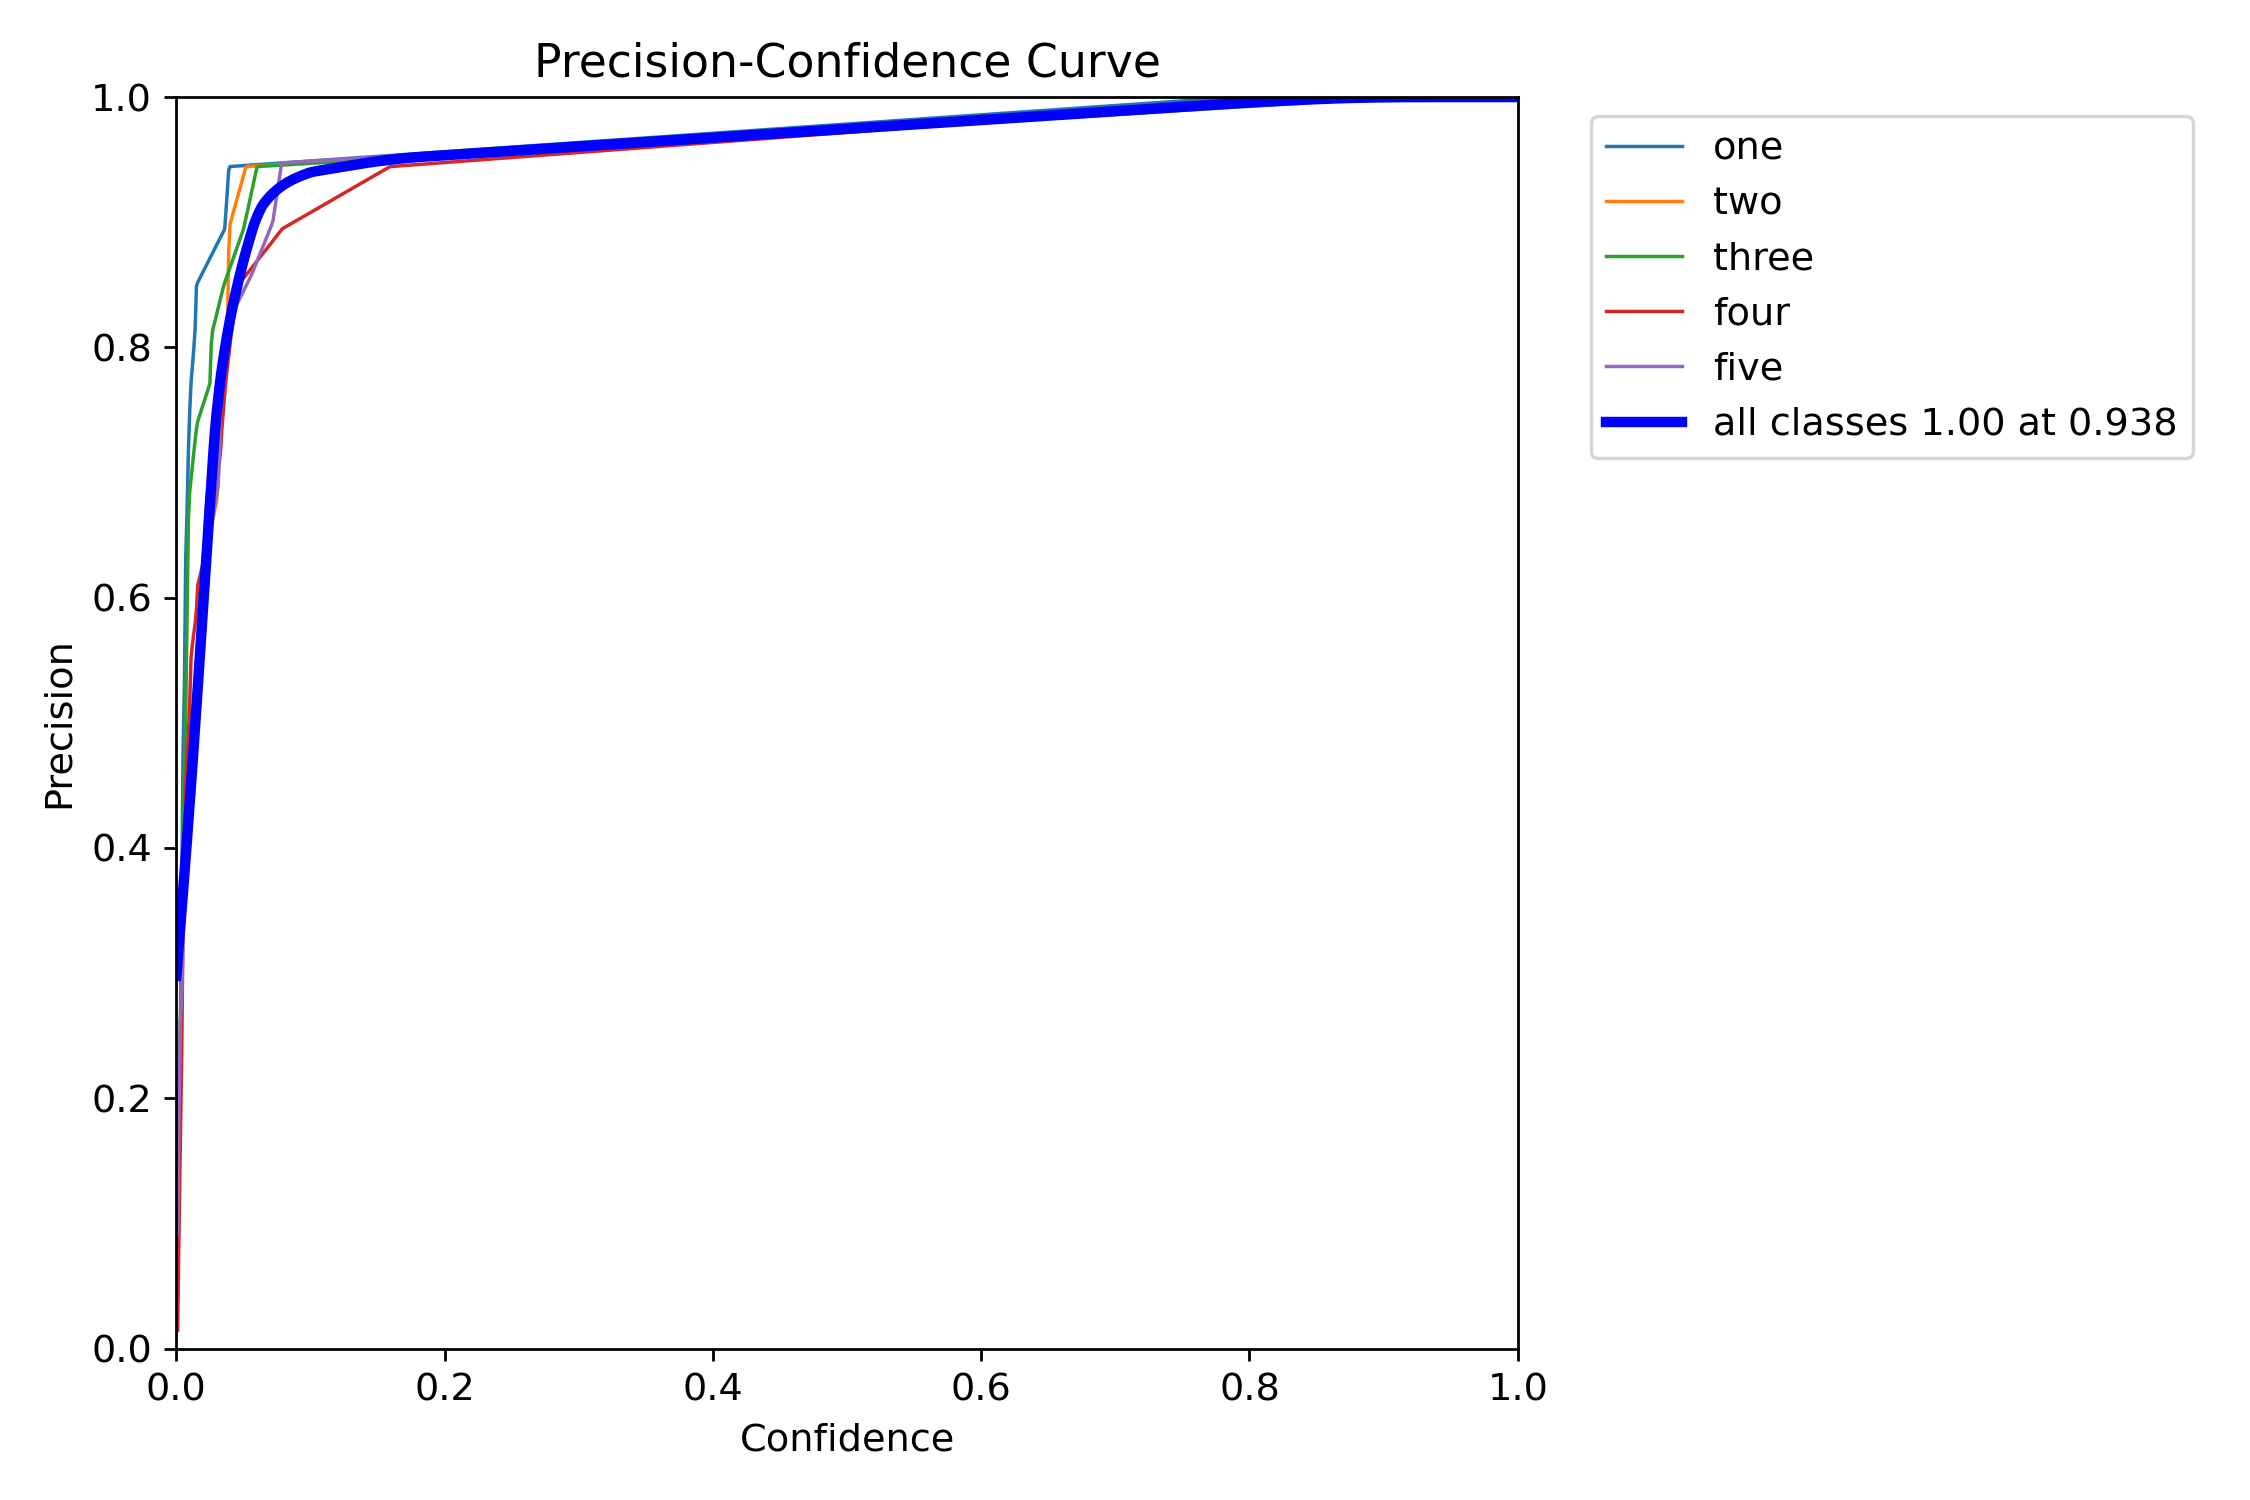 Precision-Confidence Curve
1.0
0.8
0.6
0.4
0.2
0.0
Precision
0.0 0.2 0.4 0.6 0.8 1.0
Confidence
one
two
three
four
five
all classes 1.00 at 0.938